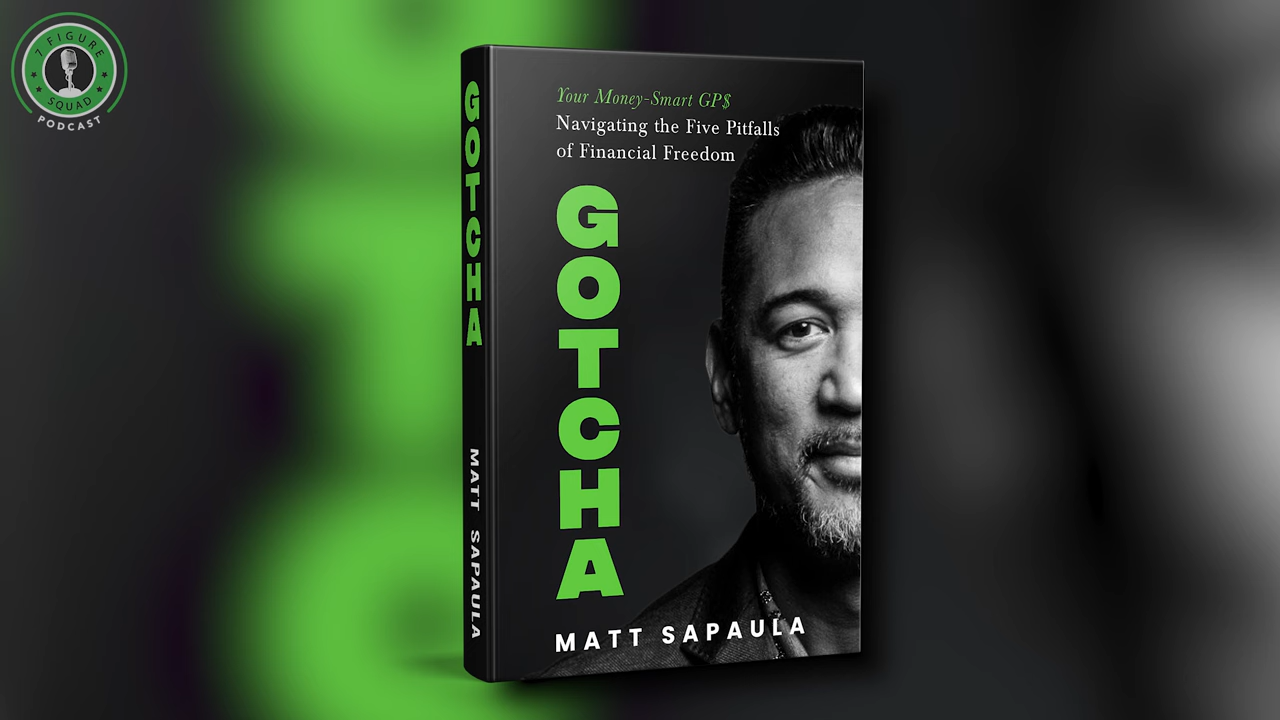 7 FIGURE
SQUAD
PODCAST
GOTCHA
MATT SAPAULA
Your Money-Smart GP$
Navigating the Five Pitfalls
of Financial Freedom
GOTCHA
MATT SAPAULA